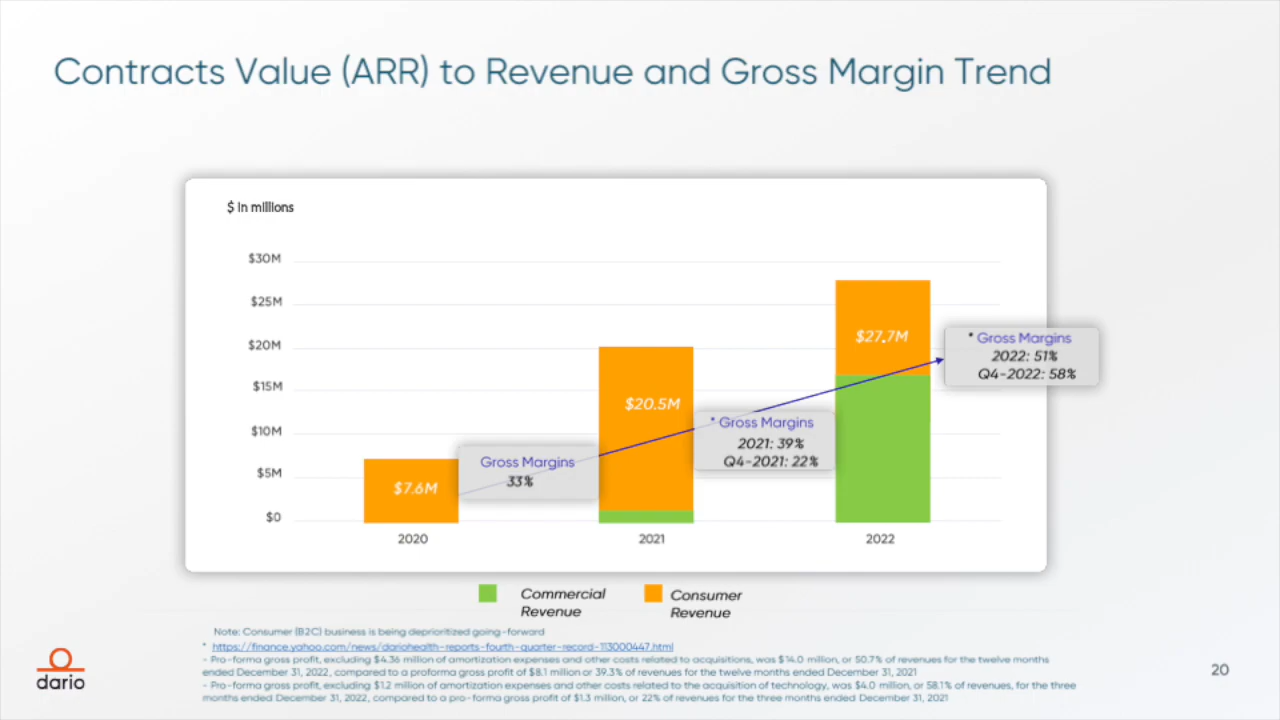 Contracts Value (ARR) to Revenue and Gross Margin Trend
$ in millions
$30M
$25M
$20M
$15M
$10M
$5M
$0
$7.6M
$20.5M
$27.7M
Gross Margins
33%
* Gross Margins
2021: 39%
Q4-2021: 22%
* Gross Margins
2022: 51%
Q4-2022: 58%
2020
2021
2022
Commercial
Revenue
Consumer
Revenue
Note: Consumer (B2C) business is being deprioritized going-forward
* https://finance.yahoo.com/news/dariohealth-reports-fourth-quarter-record-113000447.html
- Pro-forma gross profit, excluding $4.36 million of amortization expenses and other costs related to acquisitions, was $14.0 million, or 50.7% of revenues for the twelve months
ended December 31, 2022, compared to a proforma gross profit of $8.1 million or 39.3% of revenues for the twelve months ended December 31, 2021
- Pro-forma gross profit, excluding $1.2 million of amortization expenses and other costs related to the acquisition of technology, was $4.0 million, or 58.1% of revenues, for the three
months ended December 31, 2022, compared to a pro-forma gross profit of $1.3 million, or 22% of revenues for the three months ended December 31, 2021
dario
20